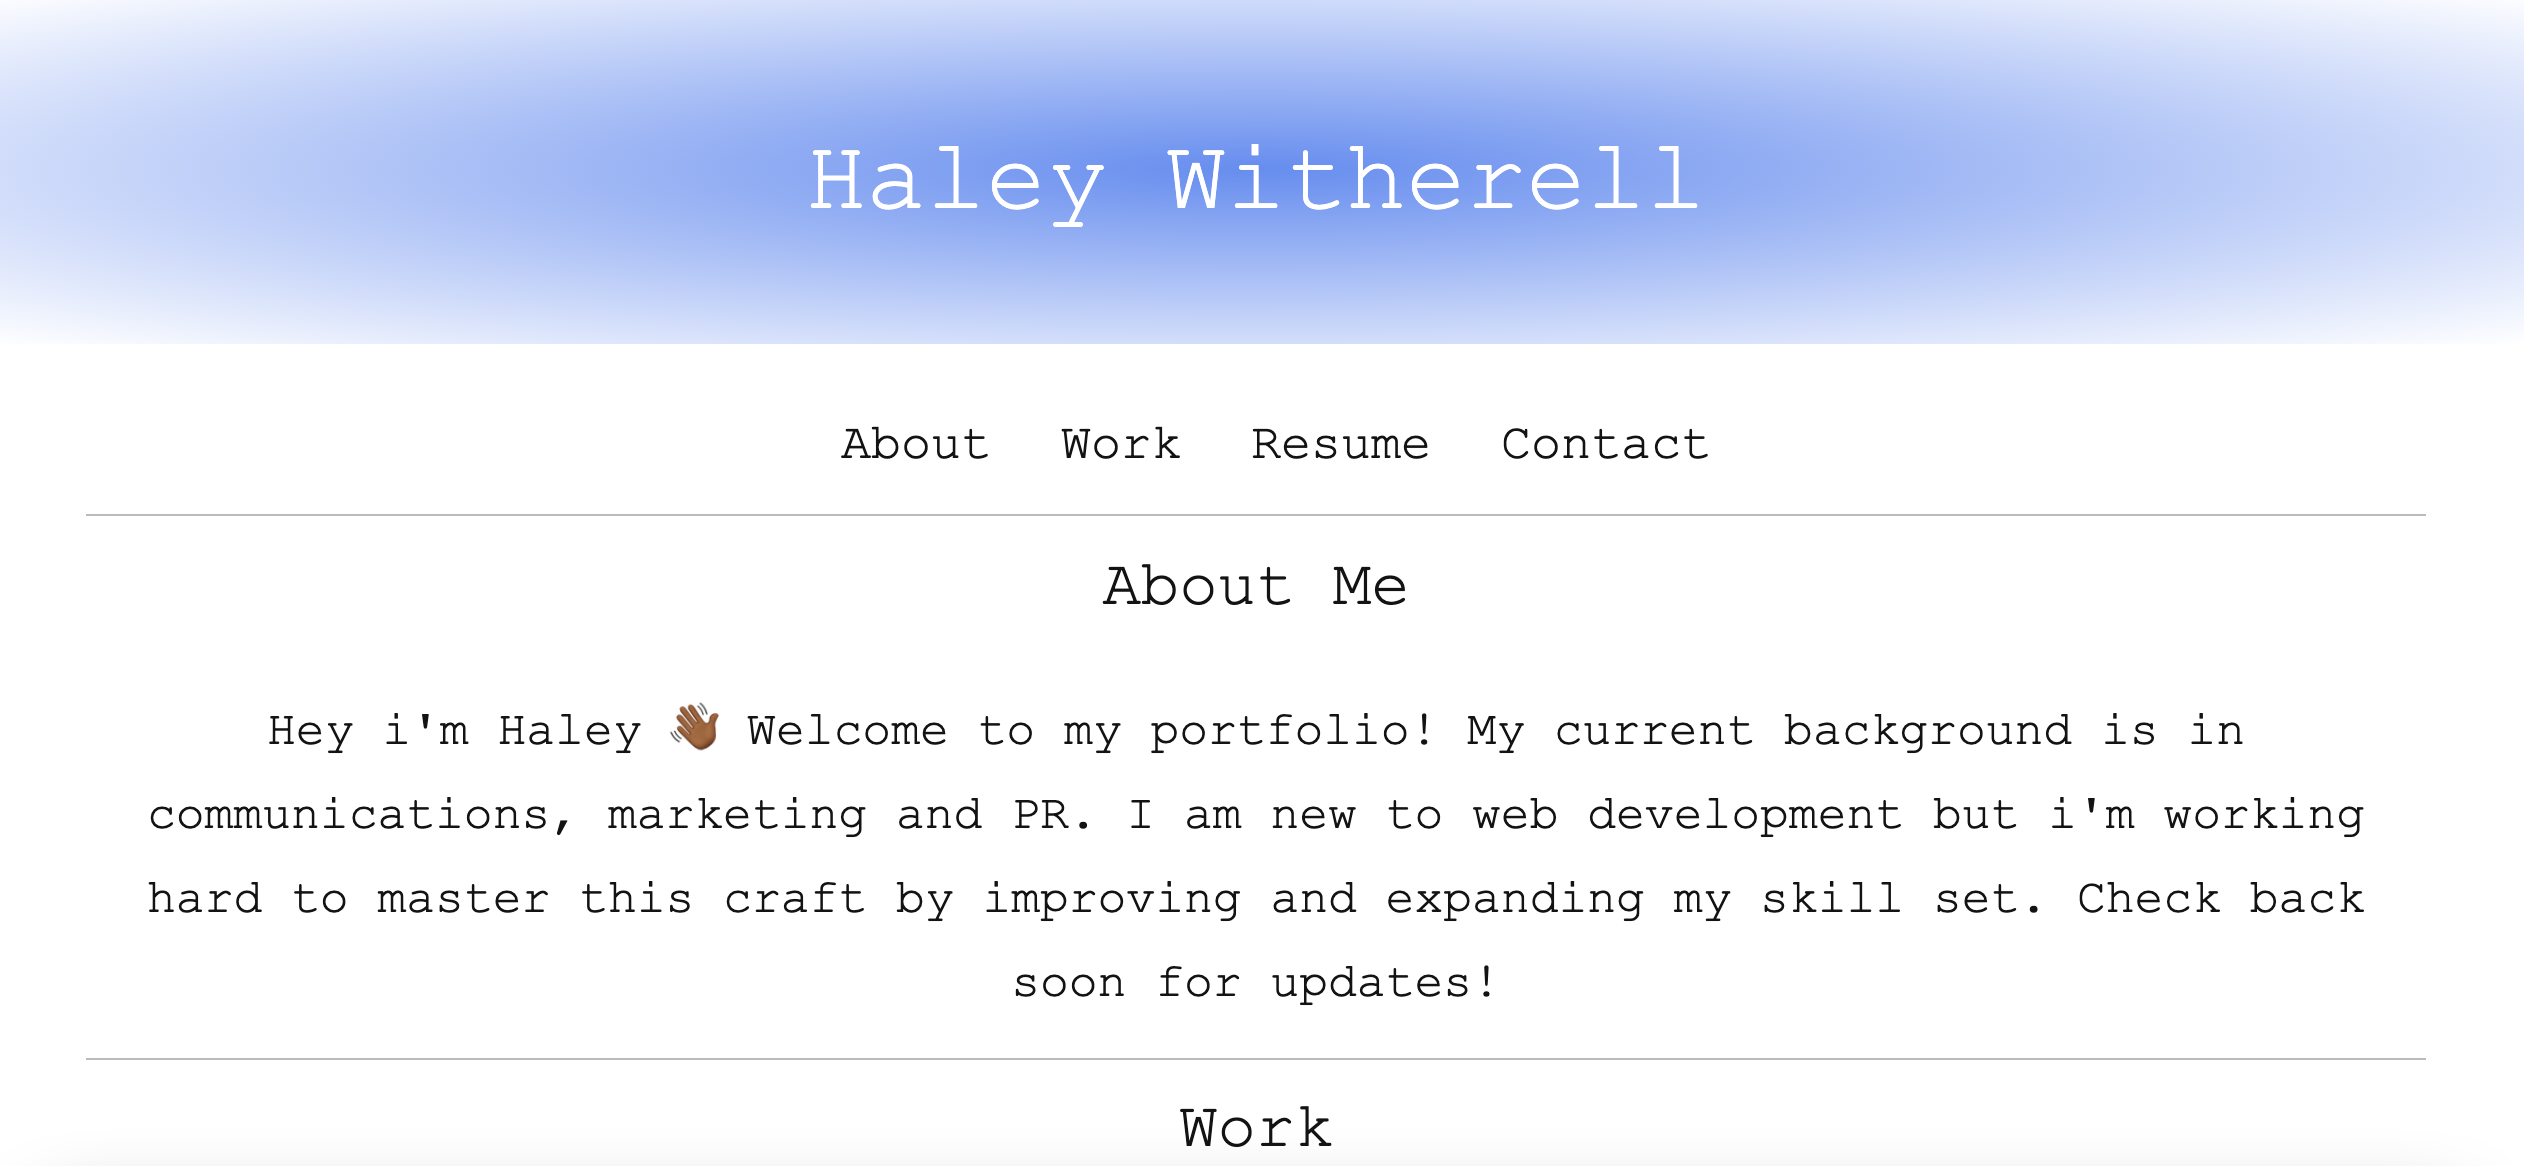 Haley Witherell
About Work Resume Contact
About Me
Hey i'm Haley 👋🏾 Welcome to my portfolio! My current background is in
communications, marketing and PR. I am new to web development but i'm working
hard to master this craft by improving and expanding my skill set. Check back
soon for updates!
Work